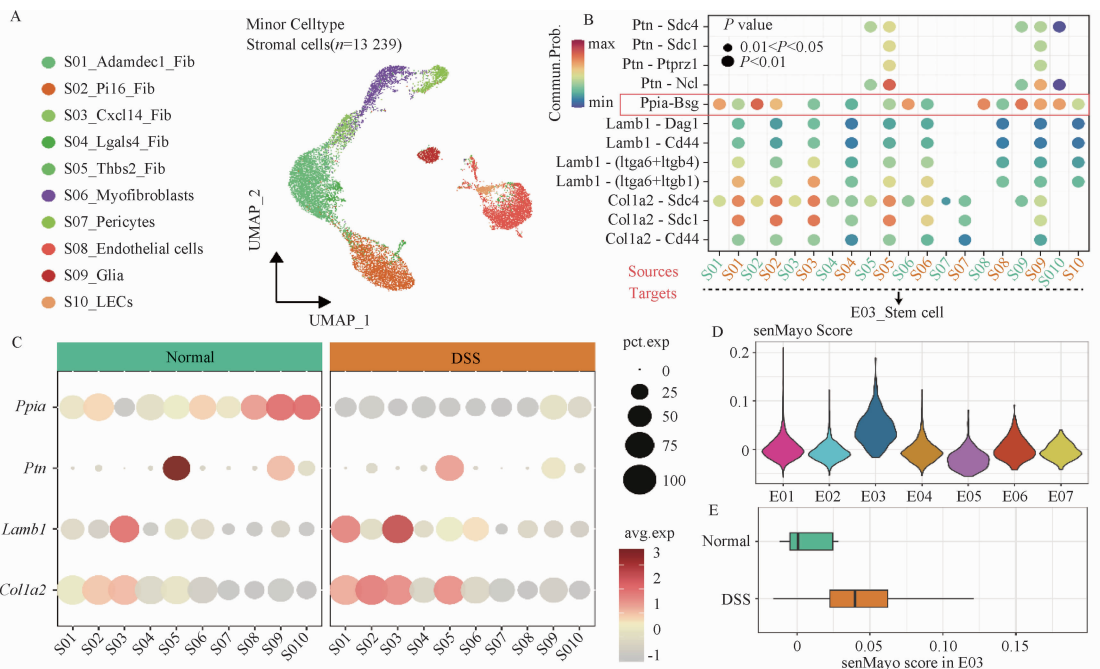 A
Minor Celltype
Stromal cells(n=13 239)
S01_Adamdec1_Fib
S02_Pi16_Fib
S03_Cxcl14_Fib
S04_Lgals4_Fib
S05_Thbs2_Fib
S06_Myofibroblasts
S07_Pericytes
S08_Endothelial cells
S09_Glia
S10_LECs
UMAP_2
UMAP_1
B
Commun.Prob.
max
min
P value
0.01<P<0.05
P<0.01
Ptn - Sdc4
Ptn - Sdc1
Ptn - Ptprz1
Ptn - Ncl
Ppia-Bsg
Lamb1 - Dag1
Lamb1 - Cd44
Lamb1 - (ltga6+ltgb4)
Lamb1 - (ltga6+ltgb1)
Col1a2 - Sdc4
Col1a2 - Sdc1
Col1a2 - Cd44
Sources
S01 S01 S02 S02 S03 S03 S04 S04 S05 S05 S06 S06 S07 S07 S08 S08 S09 S09 S010 S10
Targets
E03_Stem cell
C
Normal
DSS
Ppia
Ptn
Lamb1
Col1a2
S01 S02 S03 S04 S05 S06 S07 S08 S09 S010
S01 S02 S03 S04 S05 S06 S07 S08 S09 S010
pct.exp
0
25
50
75
100
avg.exp
3
2
1
0
-1
D
senMayo Score
0.2
0.1
0
E01 E02 E03 E04 E05 E06 E07
E
Normal
DSS
0 0.05 0.10 0.15
senMayo score in E03